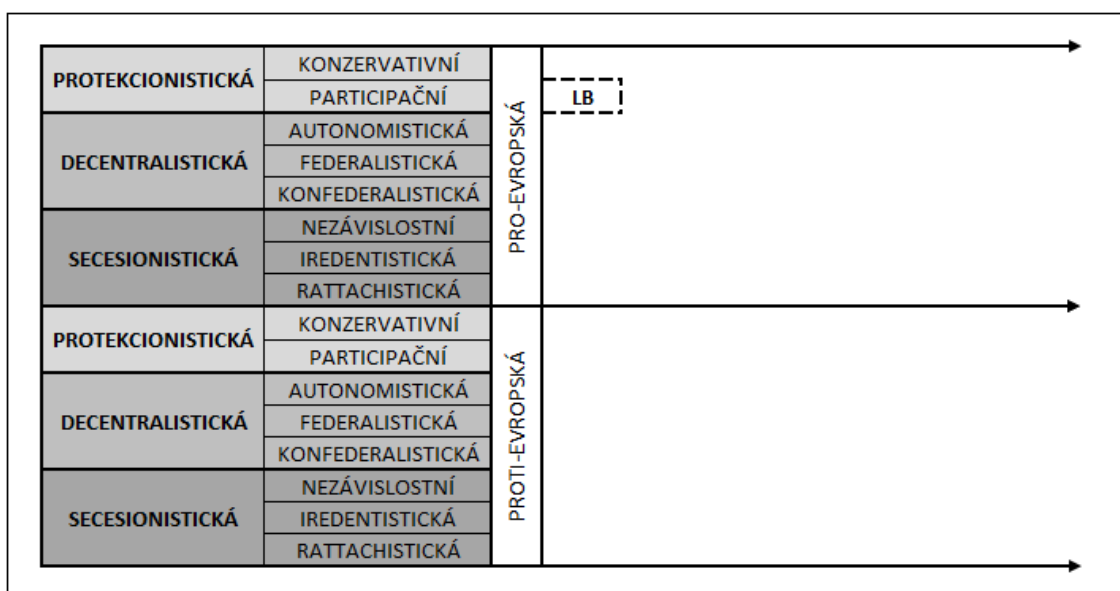 PROTEKCIONISTICKÁ
KONZERVATIVNÍ
PARTICIPAČNÍ
DECENTRALISTICKÁ
AUTONOMISTICKÁ
FEDERALISTICKÁ
KONFEDERALISTICKÁ
SECESIONISTICKÁ
NEZÁVISLOSTNÍ
IREDENTISTICKÁ
RATTACHISTICKÁ
PRO-EVROPSKÁ
LB
PROTEKCIONISTICKÁ
KONZERVATIVNÍ
PARTICIPAČNÍ
DECENTRALISTICKÁ
AUTONOMISTICKÁ
FEDERALISTICKÁ
KONFEDERALISTICKÁ
SECESIONISTICKÁ
NEZÁVISLOSTNÍ
IREDENTISTICKÁ
RATTACHISTICKÁ
PROTI-EVROPSKÁ